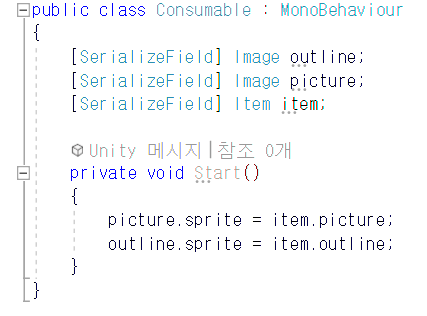 public class Consumable : MonoBehaviour
{
[SerializeField] Image outline;
[SerializeField] Image picture;
[SerializeField] Item item;
Unity 메시지|참조 0개
private void Start()
{
picture.sprite = item.picture;
outline.sprite = item.outline;
}
}